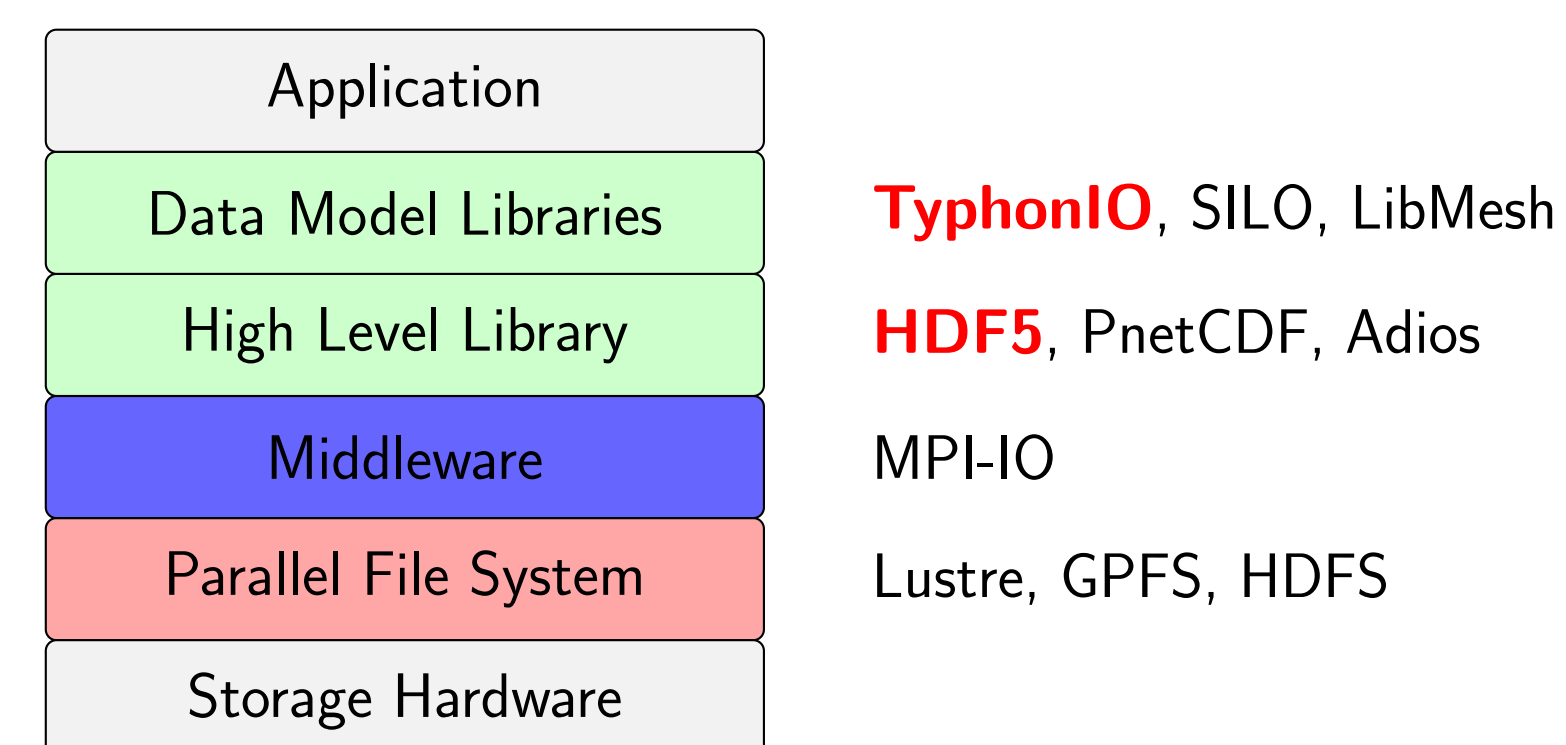 Application
Data Model Libraries
TyphonIO, SILO, LibMesh
High Level Library
HDF5, PnetCDF, Adios
Middleware
MPI-IO
Parallel File System
Lustre, GPFS, HDFS
Storage Hardware